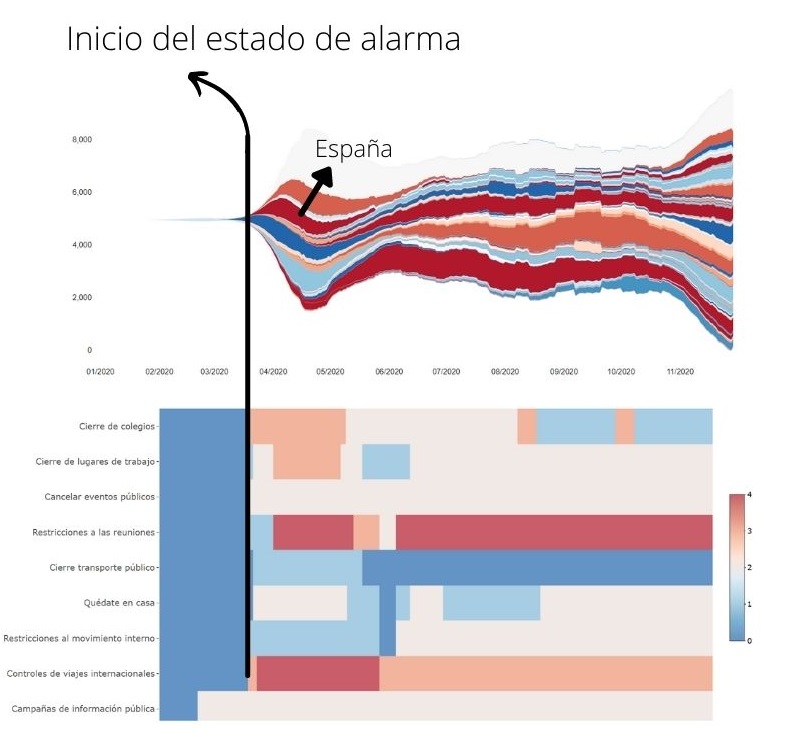 Inicio del estado de alarma
España
8,000
6,000
4,000
2,000
0
01/2020 02/2020 03/2020 04/2020 05/2020 06/2020 07/2020 08/2020 09/2020 10/2020 11/2020
Cierre de colegios
Cierre de lugares de trabajo
Cancelar eventos públicos
Restricciones a las reuniones
Cierre transporte público
Quédate en casa
Restricciones al movimiento interno
Controles de viajes internacionales
Campañas de información pública
4
3
2
1
0